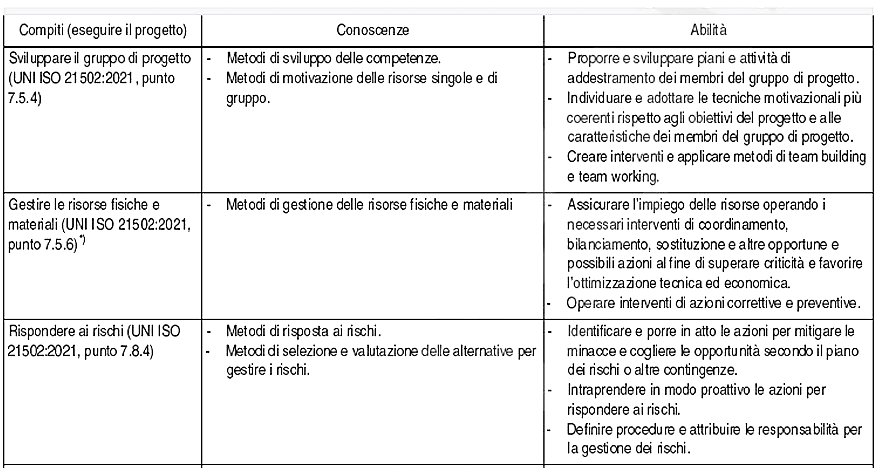 Compiti (eseguire il progetto)
Conoscenze
Abilità
Sviluppare il gruppo di progetto
(UNI ISO 21502:2021, punto
7.5.4)
- Metodi di sviluppo delle competenze.
- Metodi di motivazione delle risorse singole e di
gruppo.
- Proporre e sviluppare piani e attività di
addestramento dei membri del gruppo di progetto.
- Individuare e adottare le tecniche motivazionali più
coerenti rispetto agli obiettivi del progetto e alle
caratteristiche dei membri del gruppo di progetto.
- Creare interventi e applicare metodi di team building
e team working.
Gestire le risorse fisiche e
materiali (UNI ISO 21502:2021,
punto 7.5.6)*)
- Metodi di gestione delle risorse fisiche e materiali
- Assicurare l'impiego delle risorse operando i
necessari interventi di coordinamento,
bilanciamento, sostituzione e altre opportune e
possibili azioni al fine di superare criticità e favorire
l'ottimizzazione tecnica ed economica.
- Operare interventi di azioni correttive e preventive.
Rispondere ai rischi (UNI ISO
21502:2021, punto 7.8.4)
- Metodi di risposta ai rischi.
- Metodi di selezione e valutazione delle alternative per
gestire i rischi.
- Identificare e porre in atto le azioni per mitigare le
minacce e cogliere le opportunità secondo il piano
dei rischi o altre contingenze.
- Intraprendere in modo proattivo le azioni per
rispondere ai rischi.
- Definire procedure e attribuire le responsabilità per
la gestione dei rischi.